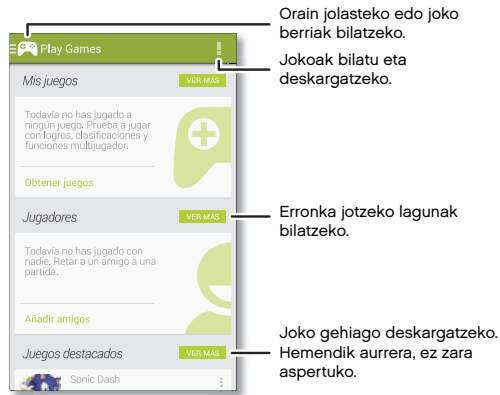 Play Games
Mis juegos
VER MÁS
Todavía no has jugado a
ningún juego. Prueba a jugar
con logros, clasificaciones y
funciones multijugador.
Obtener juegos
Jugadores
VER MÁS
Todavía no has jugado con
nadie. Retar a un amigo a una
partida.
Añadir amigos
Juegos destacados
VER MÁS
Sonic Dash
Orain jolasteko edo joko
berriak bilatzeko.
Jokoak bilatu eta
deskargatzeko.
Erronka jotzeko lagunak
bilatzeko.
Joko gehiago deskargatzeko.
Hemendik aurrera, ez zara
aspertuko.